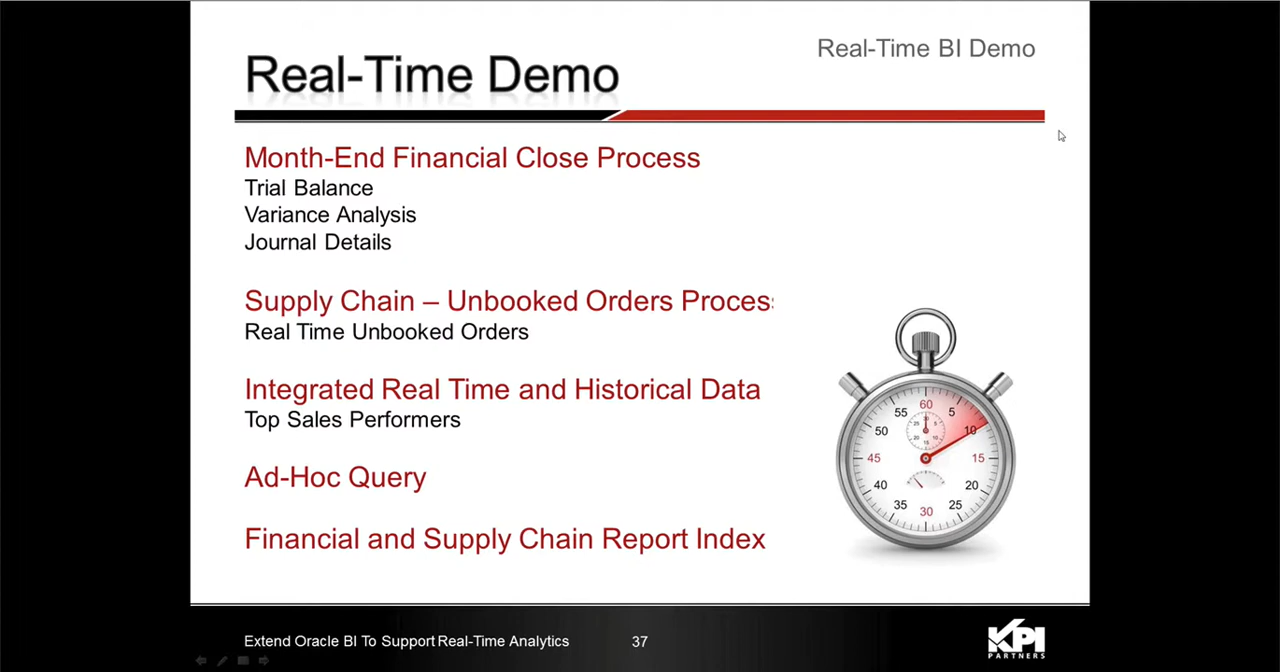 Real-Time BI Demo
Real-Time Demo
Month-End Financial Close Process
Trial Balance
Variance Analysis
Journal Details
Supply Chain – Unbooked Orders Proces
Real Time Unbooked Orders
Integrated Real Time and Historical Data
Top Sales Performers
Ad-Hoc Query
Financial and Supply Chain Report Index
60
55
5
50
10
45
15
40
20
35
25
30
Extend Oracle BI To Support Real-Time Analytics
37
KPI
PARTNERS